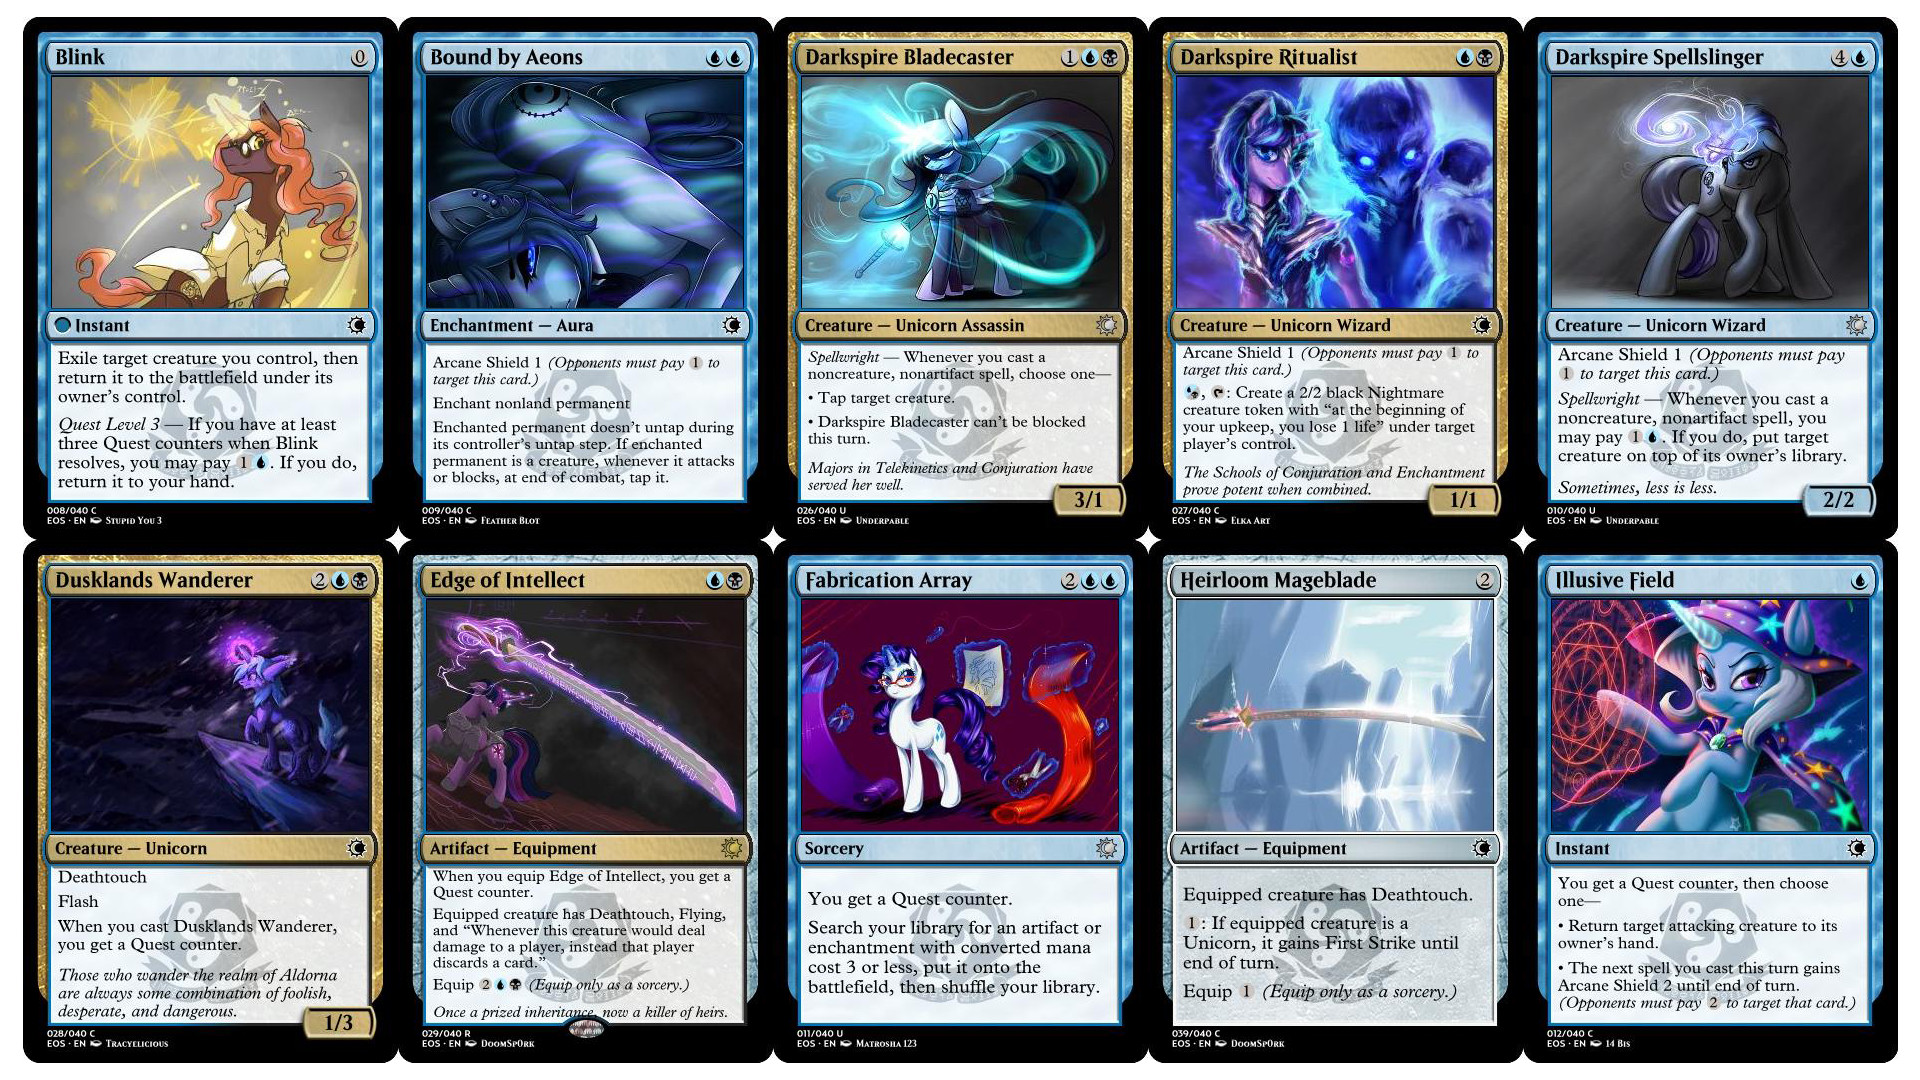 Blink 0
Instant
Exile target creature you control, then
return it to the battlefield under its
owner's control.
Quest Level 3 — If you have at least
three Quest counters when Blink
resolves, you may pay 1 . If you do,
return it to your hand.
008/040 C
EOS · EN Stupid You 3
Bound by Aeons
Enchantment — Aura
Arcane Shield 1 (Opponents must pay 1 to
target this card.)
Enchant nonland permanent
Enchanted permanent doesn't untap during
its controller's untap step. If enchanted
permanent is a creature, whenever it attacks
or blocks, at end of combat, tap it.
009/040 C
EOS · EN Feather Blot
Darkspire Bladecaster 1
Creature — Unicorn Assassin
Spellwright — Whenever you cast a
noncreature, nonartifact spell, choose one—
• Tap target creature.
• Darkspire Bladecaster can't be blocked
this turn.
Majors in Telekinetics and Conjuration have
served her well.
3/1
026/040 U
EOS · EN Underpable
Darkspire Ritualist
Creature — Unicorn Wizard
Arcane Shield 1 (Opponents must pay 1 to
target this card.)
, : Create a 2/2 black Nightmare
creature token with “at the beginning of
your upkeep, you lose 1 life” under target
player's control.
The Schools of Conjuration and Enchantment
prove potent when combined.
1/1
027/040 C
EOS · EN Elka Art
Darkspire Spellslinger 4
Creature — Unicorn Wizard
Arcane Shield 1 (Opponents must pay
1 to target this card.)
Spellwright — Whenever you cast a
noncreature, nonartifact spell, you
may pay 1 . If you do, put target
creature on top of its owner's library.
Sometimes, less is less.
2/2
010/040 U
EOS · EN Underpable
Dusklands Wanderer 2
Creature — Unicorn
Deathtouch
Flash
When you cast Dusklands Wanderer,
you get a Quest counter.
Those who wander the realm of Aldorna
are always some combination of foolish,
desperate, and dangerous.
1/3
028/040 C
EOS · EN Tracyelicious
Edge of Intellect
Artifact — Equipment
When you equip Edge of Intellect, you get a
Quest counter.
Equipped creature has Deathtouch, Flying,
and “Whenever this creature would deal
damage to a player, instead that player
discards a card.”
Equip 2 (Equip only as a sorcery.)
Once a prized inheritance, now a killer of heirs.
029/040 R
EOS · EN DoomSp0rk
Fabrication Array 2
Sorcery
You get a Quest counter.
Search your library for an artifact or
enchantment with converted mana
cost 3 or less, put it onto the
battlefield, then shuffle your library.
011/040 U
EOS · EN Matrosha 123
Heirloom Mageblade 2
Artifact — Equipment
Equipped creature has Deathtouch.
1: If equipped creature is a
Unicorn, it gains First Strike until
end of turn.
Equip 1 (Equip only as a sorcery.)
039/040 C
EOS · EN DoomSp0rk
Illusive Field
Instant
You get a Quest counter, then choose
one—
• Return target attacking creature to its
owner's hand.
• The next spell you cast this turn gains
Arcane Shield 2 until end of turn.
(Opponents must pay 2 to target that card.)
012/040 C
EOS · EN 14 Bis